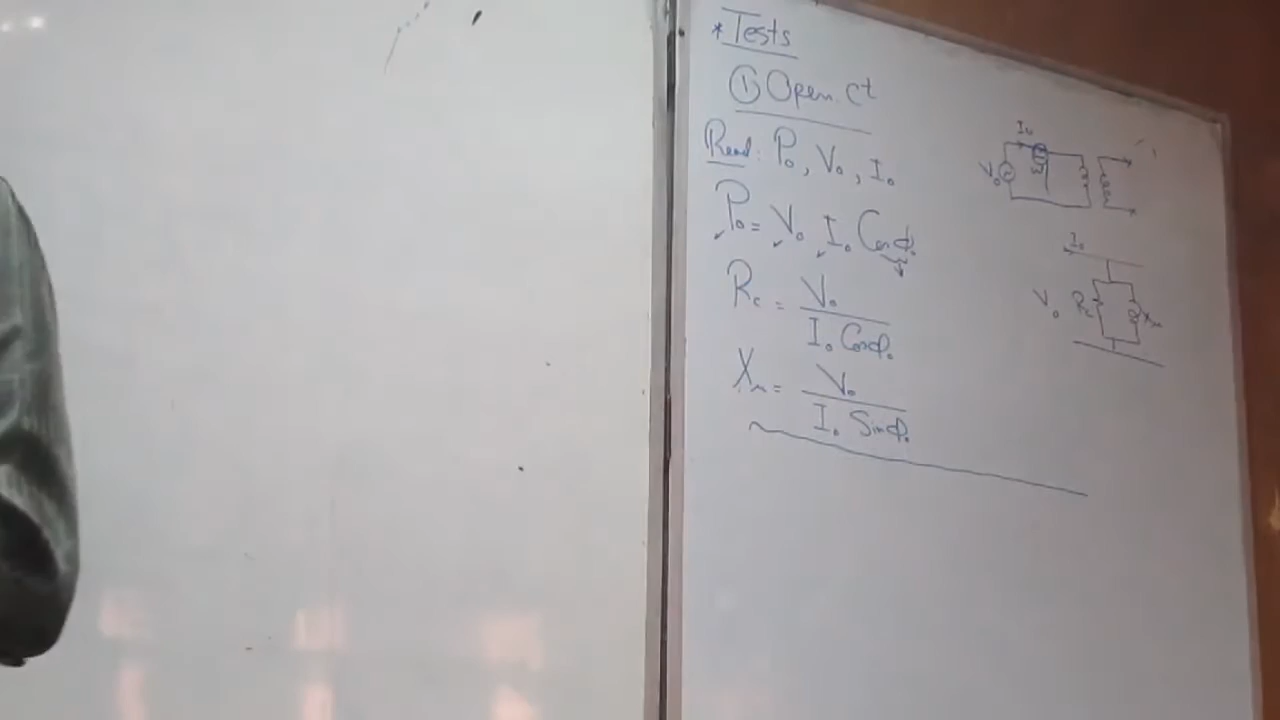 * Tests
① Open ct
Read: P₀, V₀, I₀
P₀ = V₀ I₀ Cosφ₀
R_c = V₀ / I₀ Cosφ₀
X_m = V₀ / I₀ Sinφ₀
I₀
V₀
W
I₀
V₀ R_c X_m